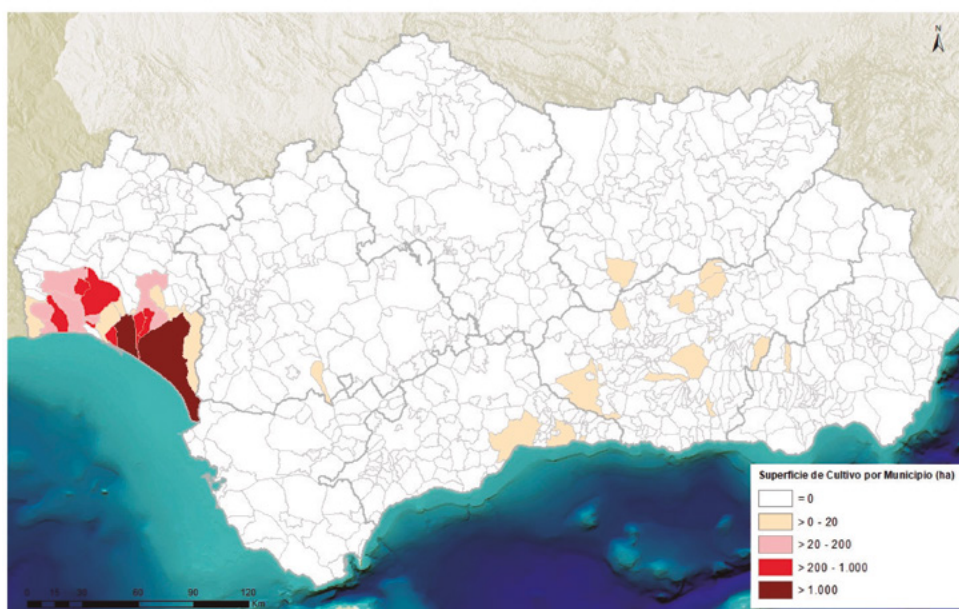 N
Superficie de Cultivo por Municipio (ha)
= 0
> 0 - 20
> 20 - 200
> 200 - 1.000
> 1.000
0 15 30 60 90 120
Km